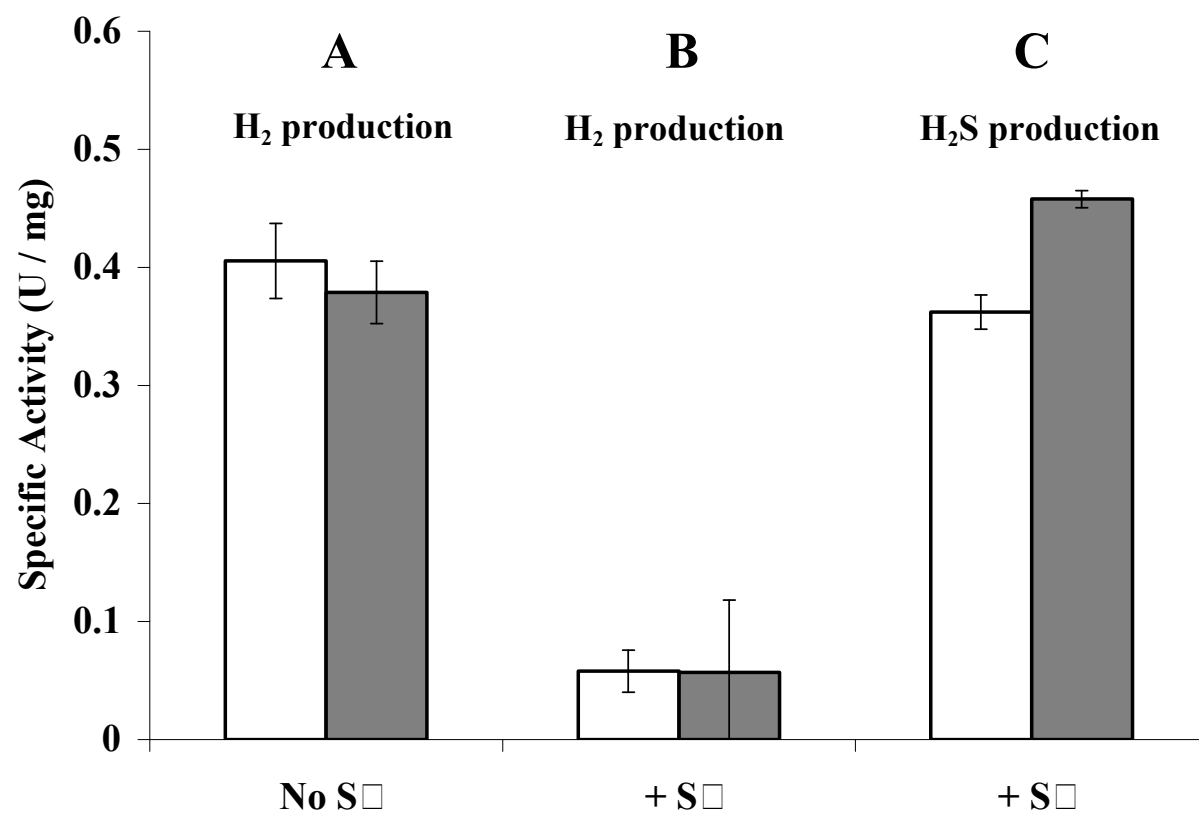 0.6
0.5
0.4
0.3
0.2
0.1
0
Specific Activity (U / mg)
A
H₂ production
B
H₂ production
C
H₂S production
No S□
+ S□
+ S□